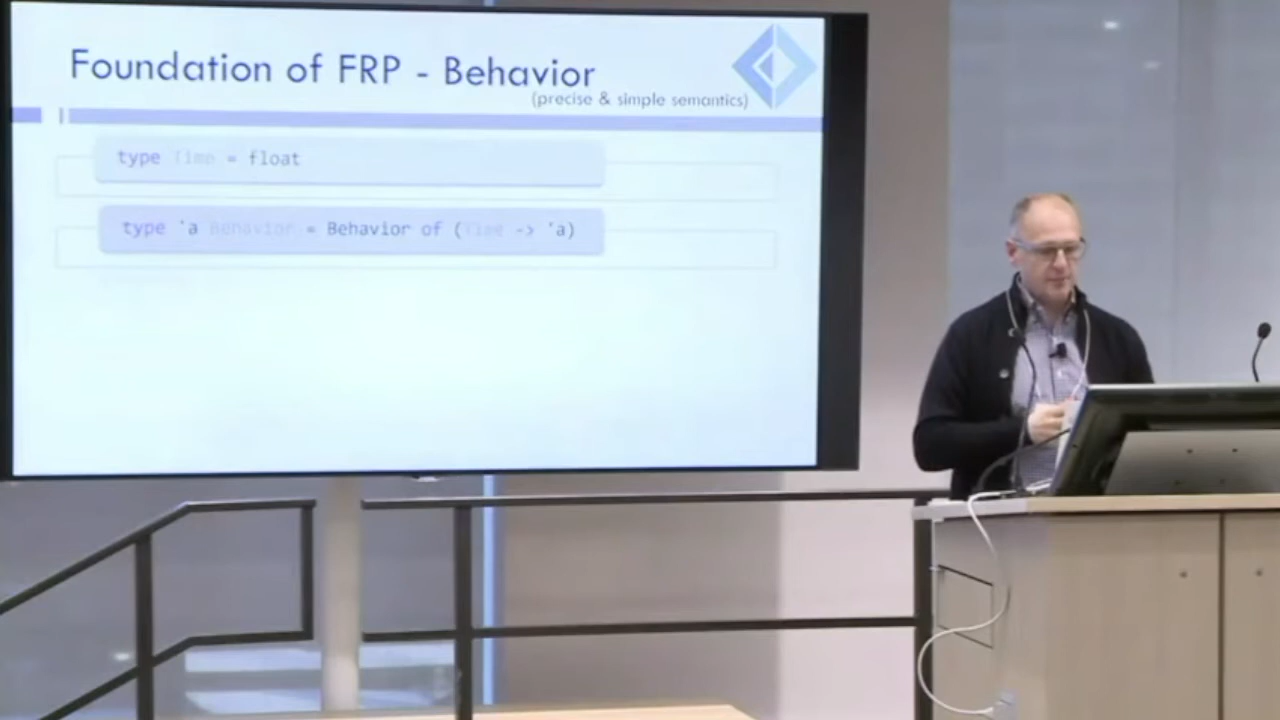 Foundation of FRP - Behavior
(precise & simple semantics)
type Time = float
type 'a Behavior = Behavior of (Time -> 'a)